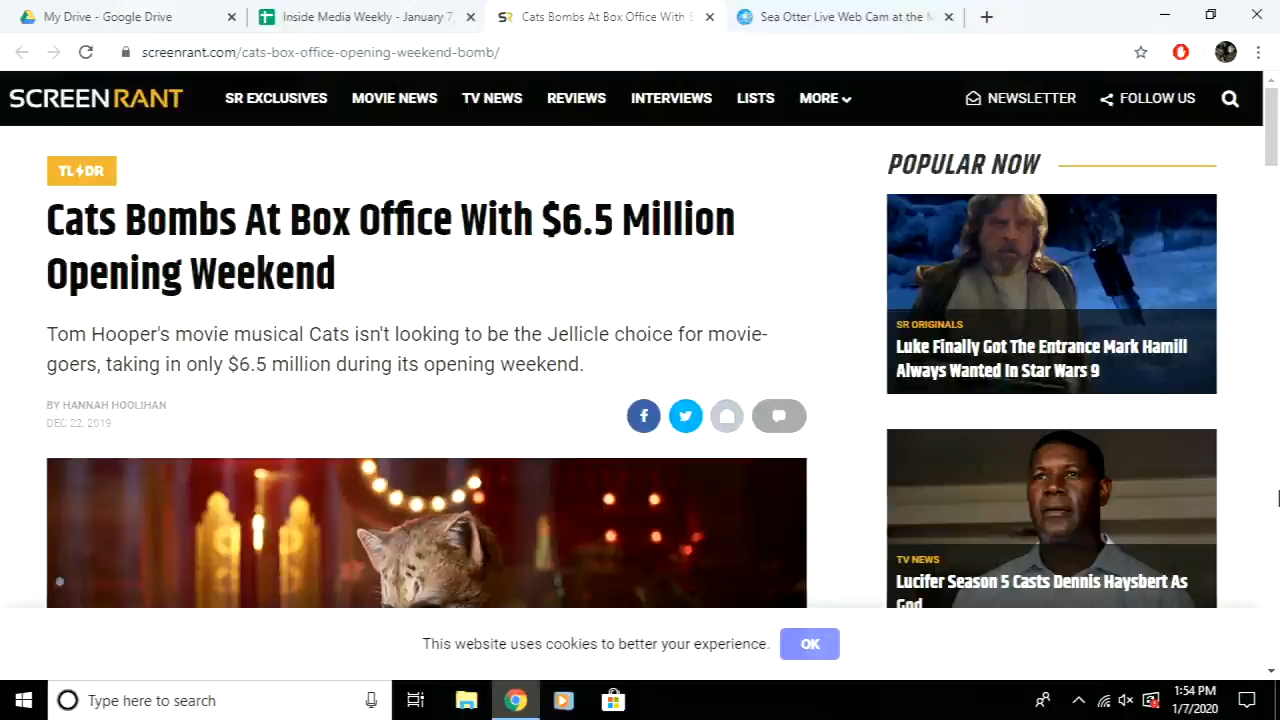 My Drive - Google Drive
Inside Media Weekly - January 7
Cats Bombs At Box Office With $
Sea Otter Live Web Cam at the M
screenrant.com/cats-box-office-opening-weekend-bomb/
SCREENRANT
SR EXCLUSIVES
MOVIE NEWS
TV NEWS
REVIEWS
INTERVIEWS
LISTS
MORE
NEWSLETTER
FOLLOW US
TL DR
Cats Bombs At Box Office With $6.5 Million
Opening Weekend
Tom Hooper's movie musical Cats isn't looking to be the Jellicle choice for movie-
goers, taking in only $6.5 million during its opening weekend.
BY HANNAH HOOLIHAN
DEC 22, 2019
POPULAR NOW
SR ORIGINALS
Luke Finally Got The Entrance Mark Hamill
Always Wanted In Star Wars 9
TV NEWS
Lucifer Season 5 Casts Dennis Haysbert As
God
This website uses cookies to better your experience.
OK
Type here to search
1:54 PM
1/7/2020